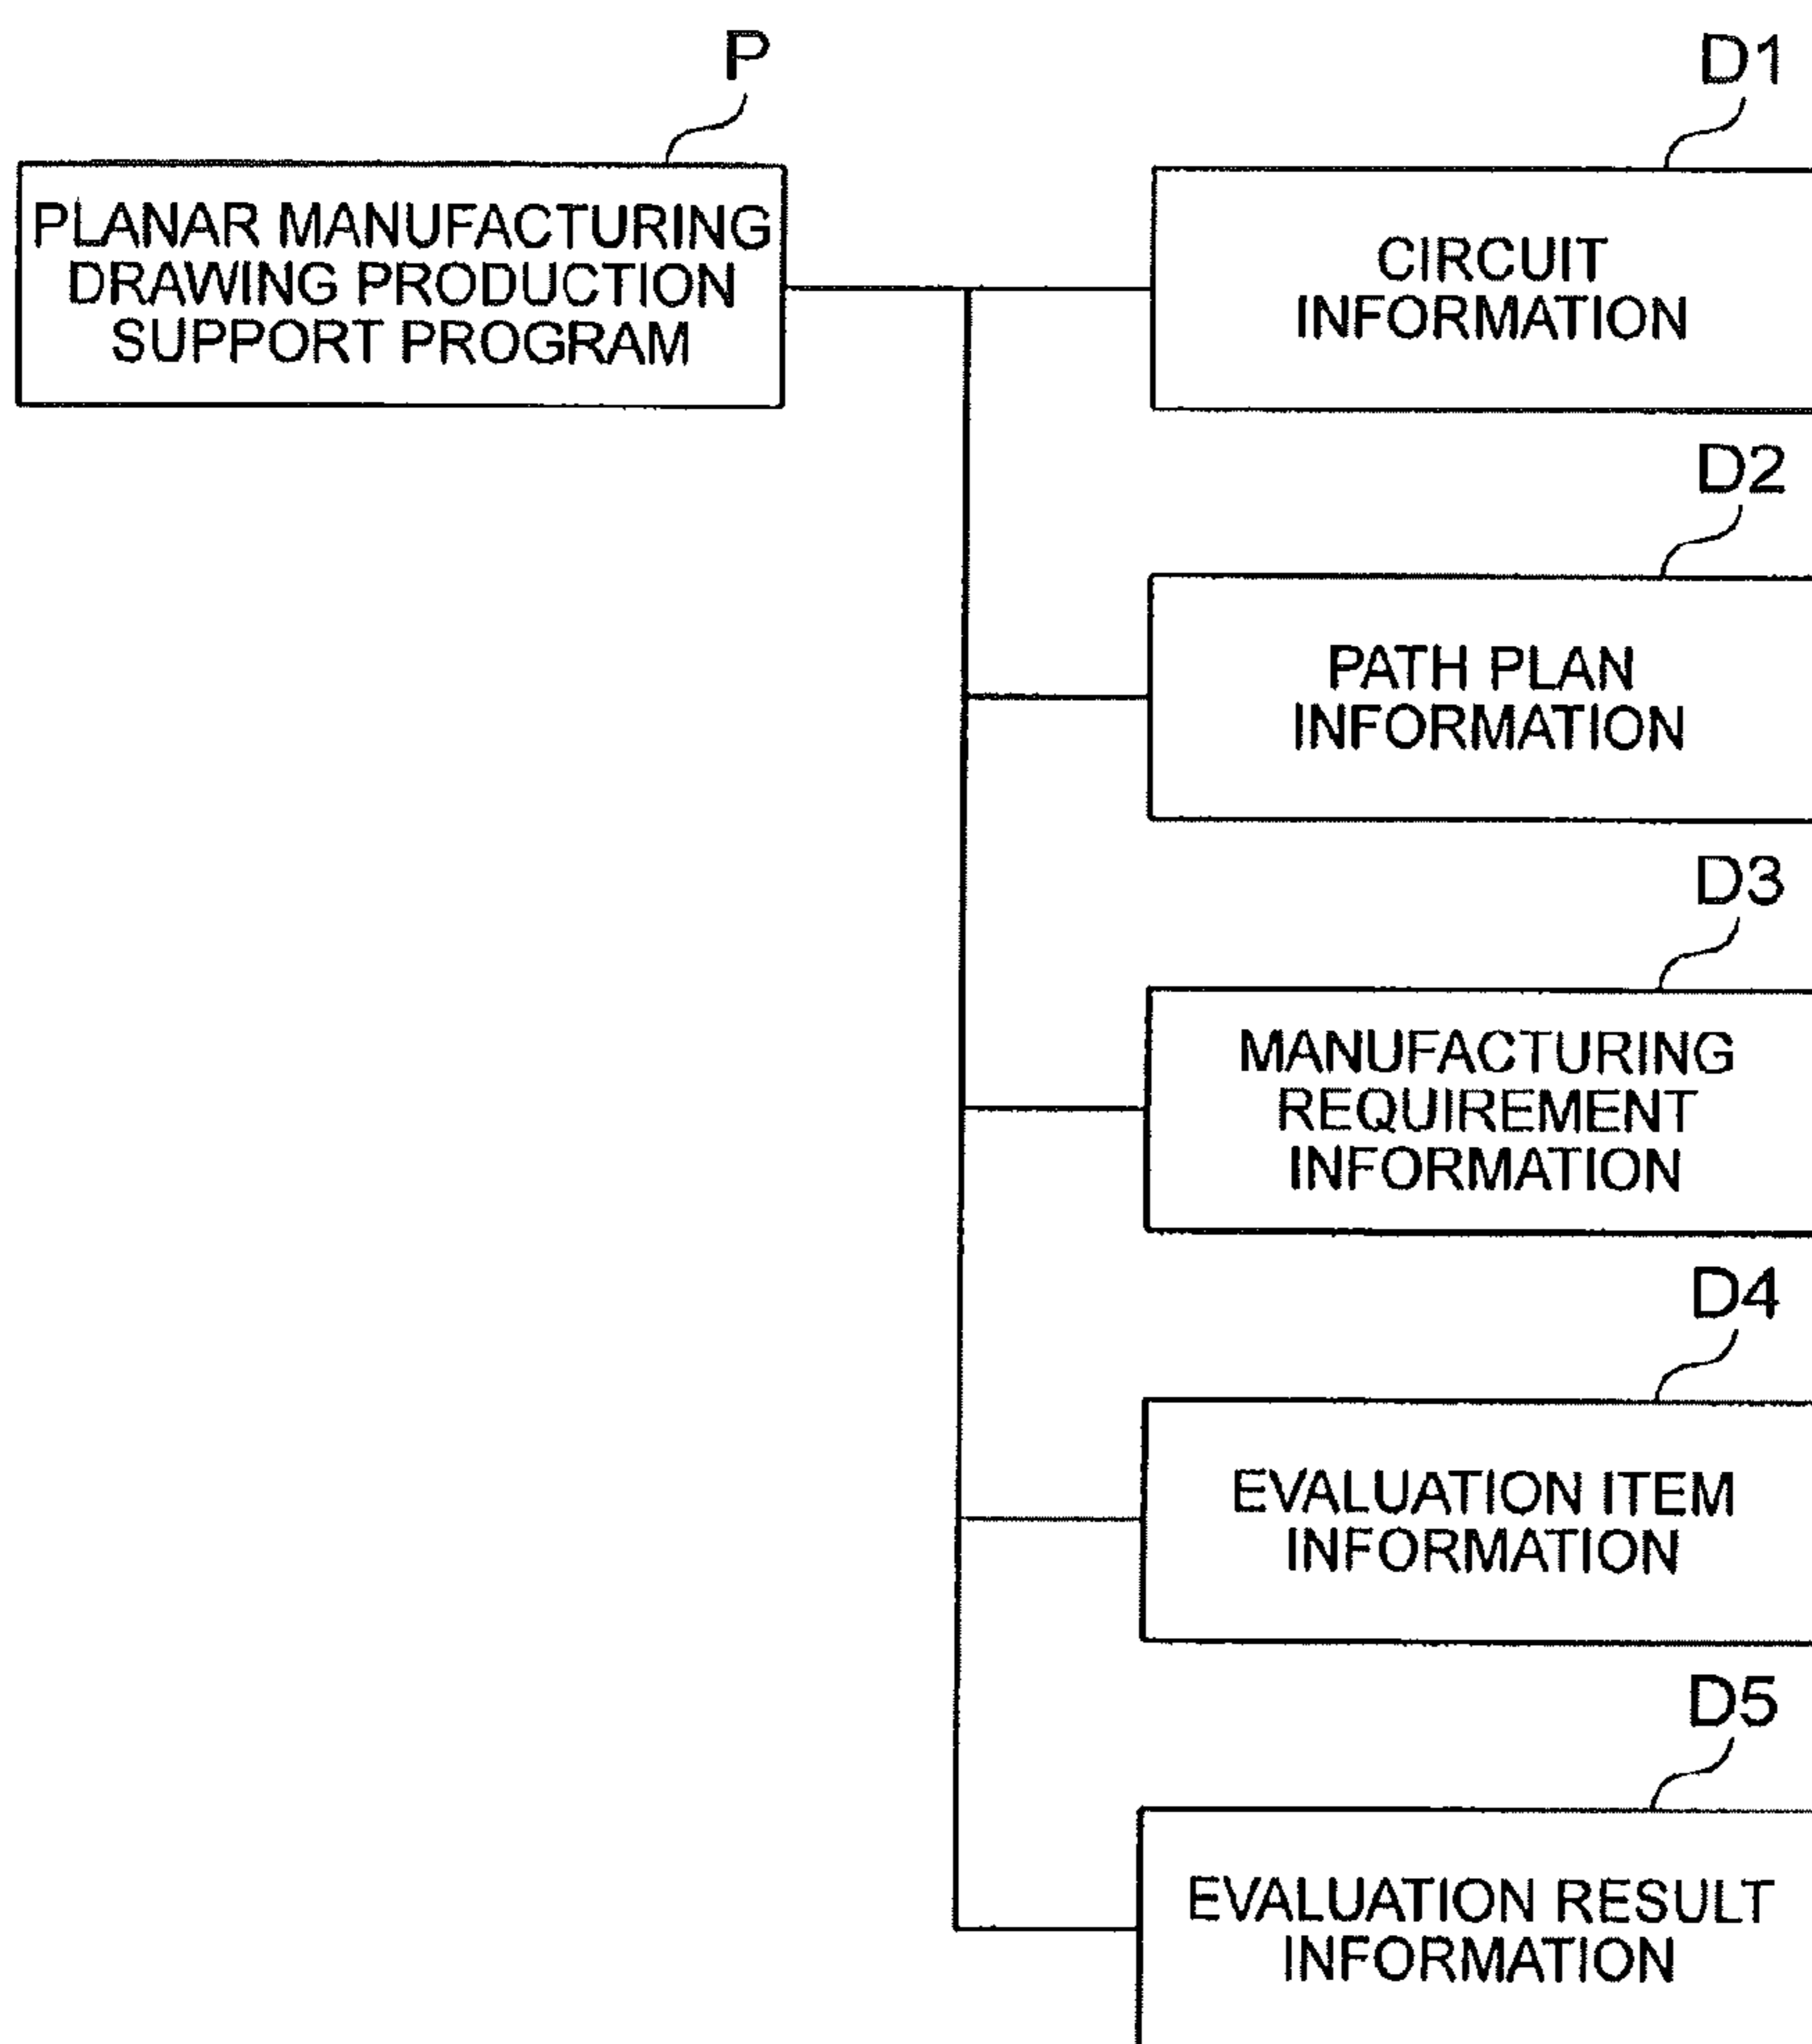 P
PLANAR MANUFACTURING
DRAWING PRODUCTION
SUPPORT PROGRAM
D1
CIRCUIT
INFORMATION
D2
PATH PLAN
INFORMATION
D3
MANUFACTURING
REQUIREMENT
INFORMATION
D4
EVALUATION ITEM
INFORMATION
D5
EVALUATION RESULT
INFORMATION